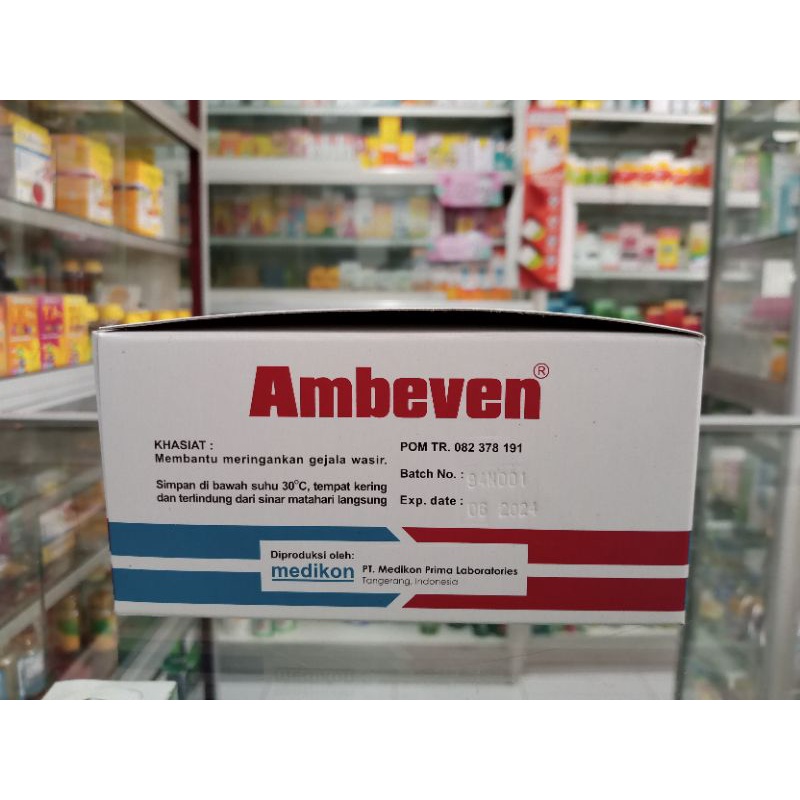 Ambeven®
KHASIAT :
Membantu meringankan gejala wasir.
Simpan di bawah suhu 30°C, tempat kering
dan terlindung dari sinar matahari langsung
POM TR. 082 378 191
Batch No. : 94N001
Exp. date : 06 2024
Diproduksi oleh:
medikon PT. Medikon Prima Laboratories
Tangerang, Indonesia